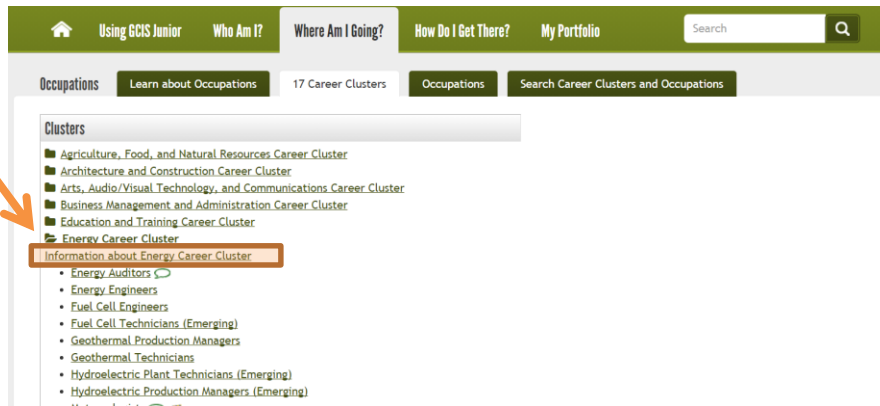 Using GCIS Junior Who Am I? Where Am I Going? How Do I Get There? My Portfolio Search
Occupations Learn about Occupations 17 Career Clusters Occupations Search Career Clusters and Occupations
Clusters
Agriculture, Food, and Natural Resources Career Cluster
Architecture and Construction Career Cluster
Arts, Audio/Visual Technology, and Communications Career Cluster
Business Management and Administration Career Cluster
Education and Training Career Cluster
Energy Career Cluster
Information about Energy Career Cluster
• Energy Auditors
• Energy Engineers
• Fuel Cell Engineers
• Fuel Cell Technicians (Emerging)
• Geothermal Production Managers
• Geothermal Technicians
• Hydroelectric Plant Technicians (Emerging)
• Hydroelectric Production Managers (Emerging)